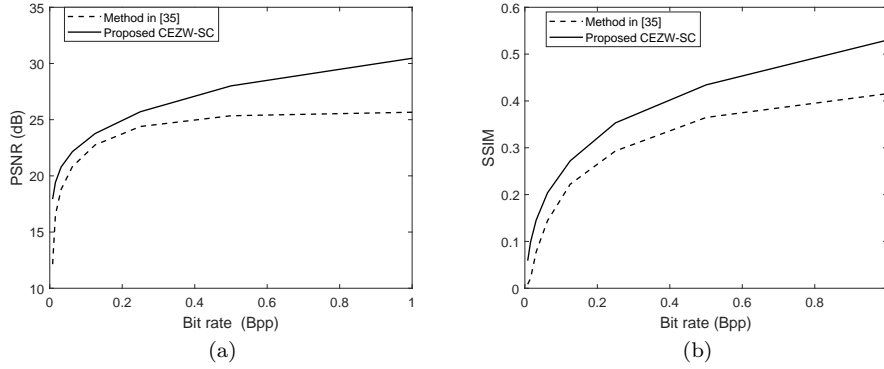 35
30
25
20
15
10
PSNR (dB)
Method in [35]
Proposed CEZW-SC
0
0.2
0.4
0.6
0.8
1
Bit rate (Bpp)
(a)
0.6
0.5
0.4
0.3
0.2
0.1
0
SSIM
Method in [35]
Proposed CEZW-SC
0
0.2
0.4
0.6
0.8
Bit rate (Bpp)
(b)